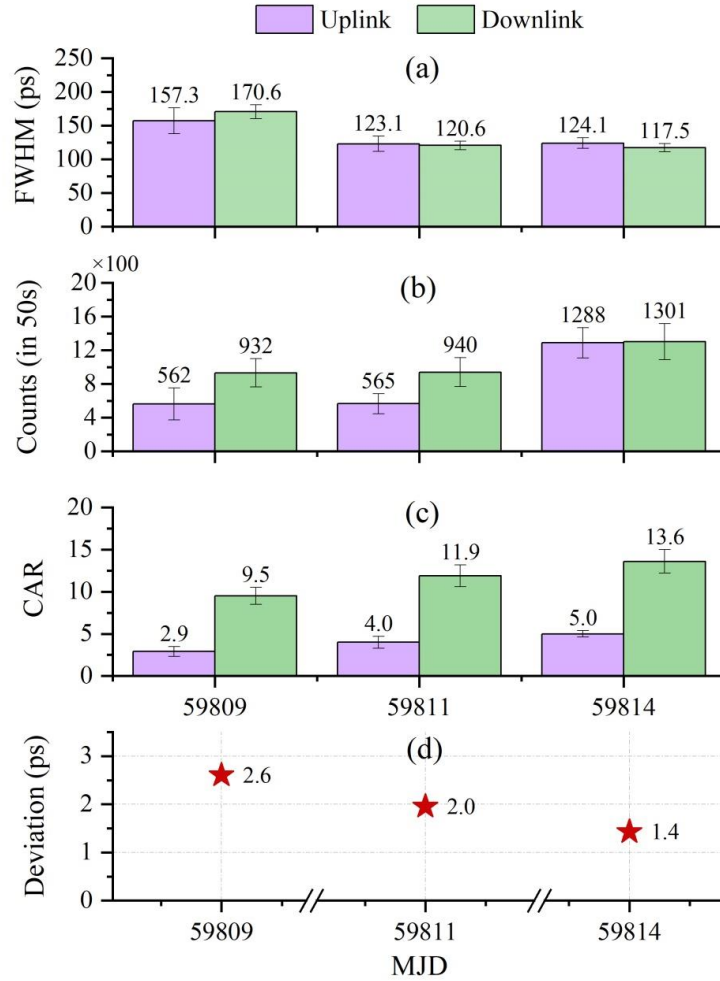 Uplink Downlink
(a)
FWHM (ps)
250
200
150
100
50
0
157.3 170.6 123.1 120.6 124.1 117.5
×100
(b)
Counts (in 50s)
20
16
12
8
4
0
562 932 565 940 1288 1301
(c)
CAR
20
15
10
5
0
2.9 9.5 4.0 11.9 5.0 13.6
59809 59811 59814
(d)
Deviation (ps)
3
2
1
0
2.6 2.0 1.4
59809 59811 59814
MJD